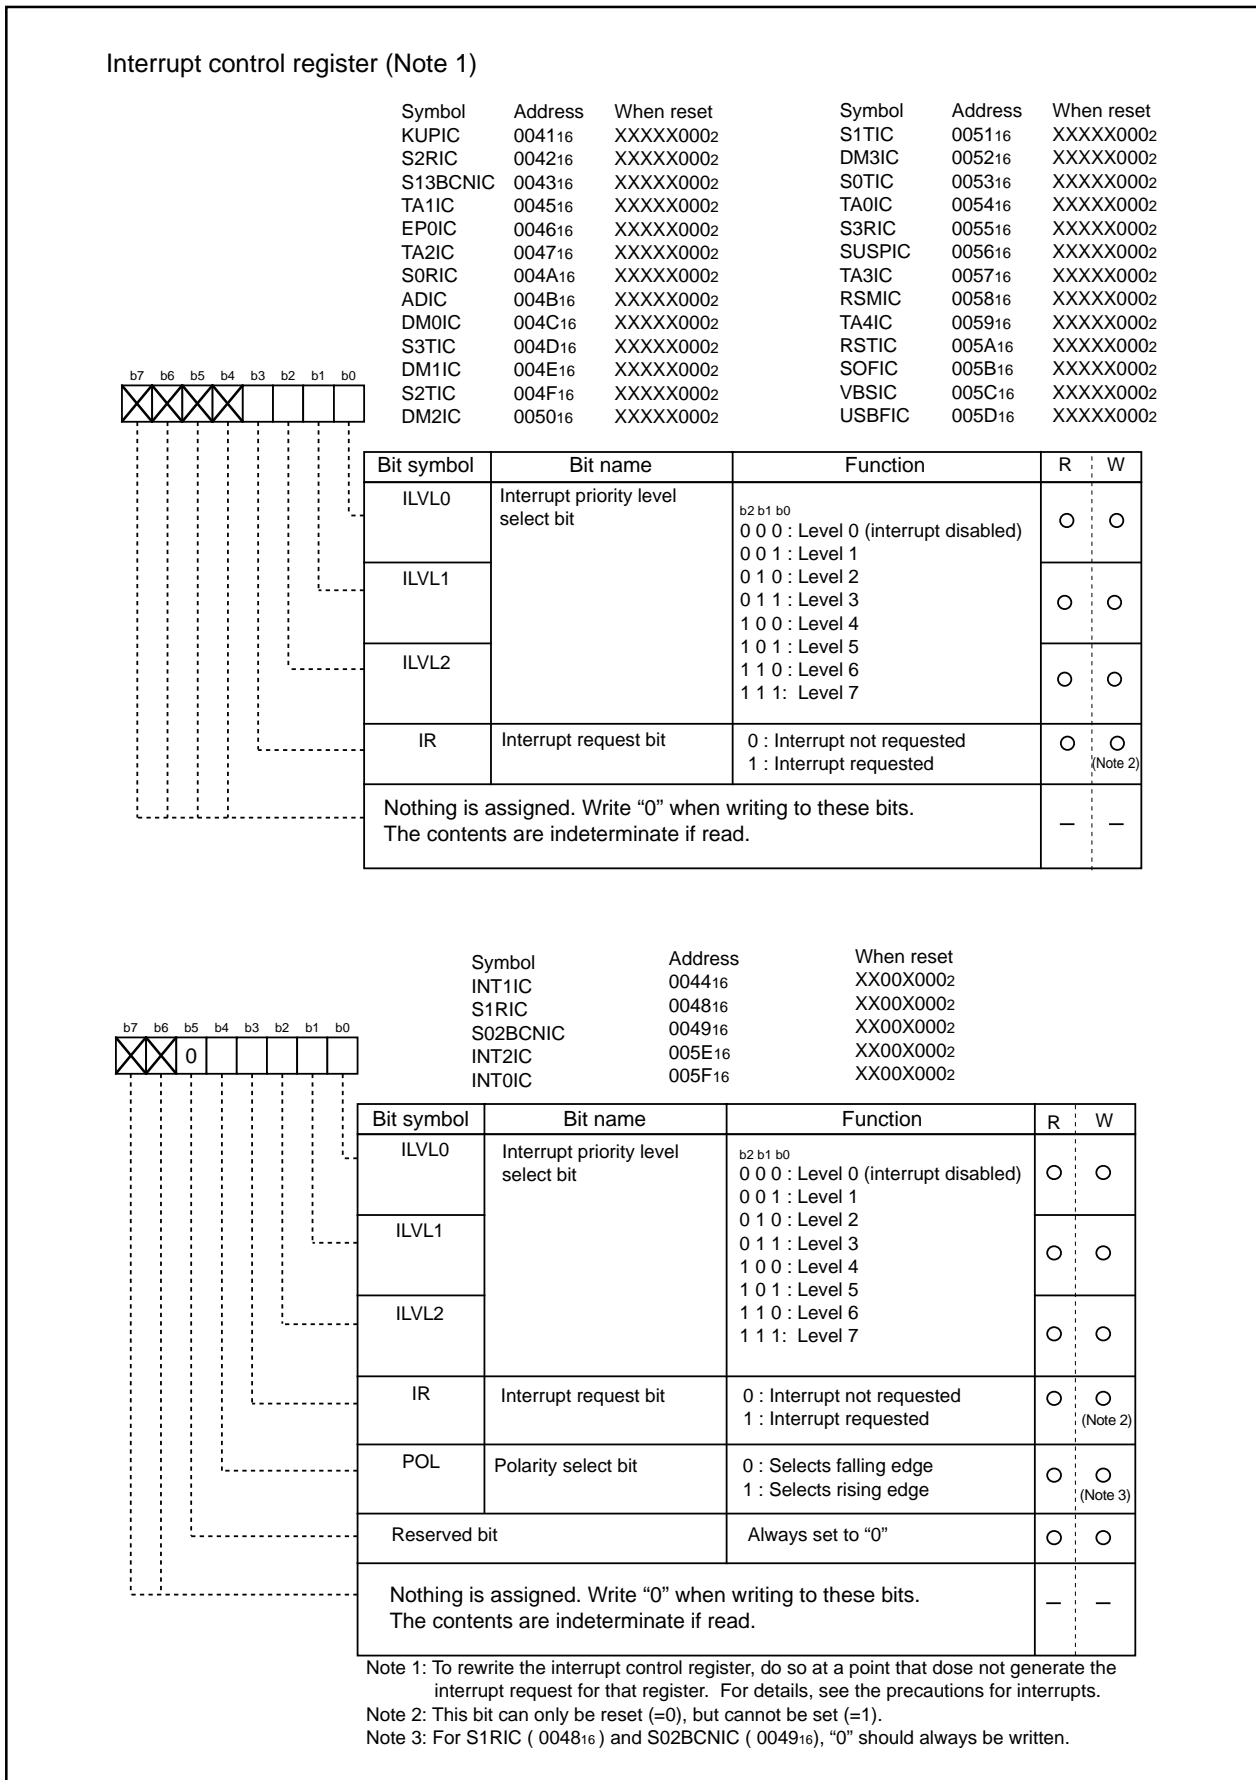 Interrupt control register (Note 1)
Symbol Address When reset Symbol Address When reset
KUPIC 004116 XXXXX0002 S1TIC 005116 XXXXX0002
S2RIC 004216 XXXXX0002 DM3IC 005216 XXXXX0002
S13BCNIC 004316 XXXXX0002 S0TIC 005316 XXXXX0002
TA1IC 004516 XXXXX0002 TA0IC 005416 XXXXX0002
EP0IC 004616 XXXXX0002 S3RIC 005516 XXXXX0002
TA2IC 004716 XXXXX0002 SUSPIC 005616 XXXXX0002
S0RIC 004A16 XXXXX0002 TA3IC 005716 XXXXX0002
ADIC 004B16 XXXXX0002 RSMIC 005816 XXXXX0002
DM0IC 004C16 XXXXX0002 TA4IC 005916 XXXXX0002
S3TIC 004D16 XXXXX0002 RSTIC 005A16 XXXXX0002
DM1IC 004E16 XXXXX0002 SOFIC 005B16 XXXXX0002
S2TIC 004F16 XXXXX0002 VBSIC 005C16 XXXXX0002
DM2IC 005016 XXXXX0002 USBFIC 005D16 XXXXX0002
b7 b6 b5 b4 b3 b2 b1 b0
Bit symbol Bit name Function R W
ILVL0 Interrupt priority level
select bit
b2 b1 b0
0 0 0 : Level 0 (interrupt disabled)
0 0 1 : Level 1
ILVL1 0 1 0 : Level 2
0 1 1 : Level 3
1 0 0 : Level 4
1 0 1 : Level 5
ILVL2 1 1 0 : Level 6
1 1 1: Level 7
IR Interrupt request bit 0 : Interrupt not requested
1 : Interrupt requested (Note 2)
Nothing is assigned. Write “0” when writing to these bits.
The contents are indeterminate if read. – –
Symbol Address When reset
INT1IC 004416 XX00X0002
S1RIC 004816 XX00X0002
S02BCNIC 004916 XX00X0002
INT2IC 005E16 XX00X0002
INT0IC 005F16 XX00X0002
b7 b6 b5 b4 b3 b2 b1 b0
0
Bit symbol Bit name Function R W
ILVL0 Interrupt priority level
select bit
b2 b1 b0
0 0 0 : Level 0 (interrupt disabled)
0 0 1 : Level 1
ILVL1 0 1 0 : Level 2
0 1 1 : Level 3
1 0 0 : Level 4
1 0 1 : Level 5
ILVL2 1 1 0 : Level 6
1 1 1: Level 7
IR Interrupt request bit 0 : Interrupt not requested
1 : Interrupt requested (Note 2)
POL Polarity select bit 0 : Selects falling edge
1 : Selects rising edge (Note 3)
Reserved bit Always set to “0”
Nothing is assigned. Write “0” when writing to these bits.
The contents are indeterminate if read. – –
Note 1: To rewrite the interrupt control register, do so at a point that dose not generate the
interrupt request for that register. For details, see the precautions for interrupts.
Note 2: This bit can only be reset (=0), but cannot be set (=1).
Note 3: For S1RIC ( 004816 ) and S02BCNIC ( 004916), “0” should always be written.